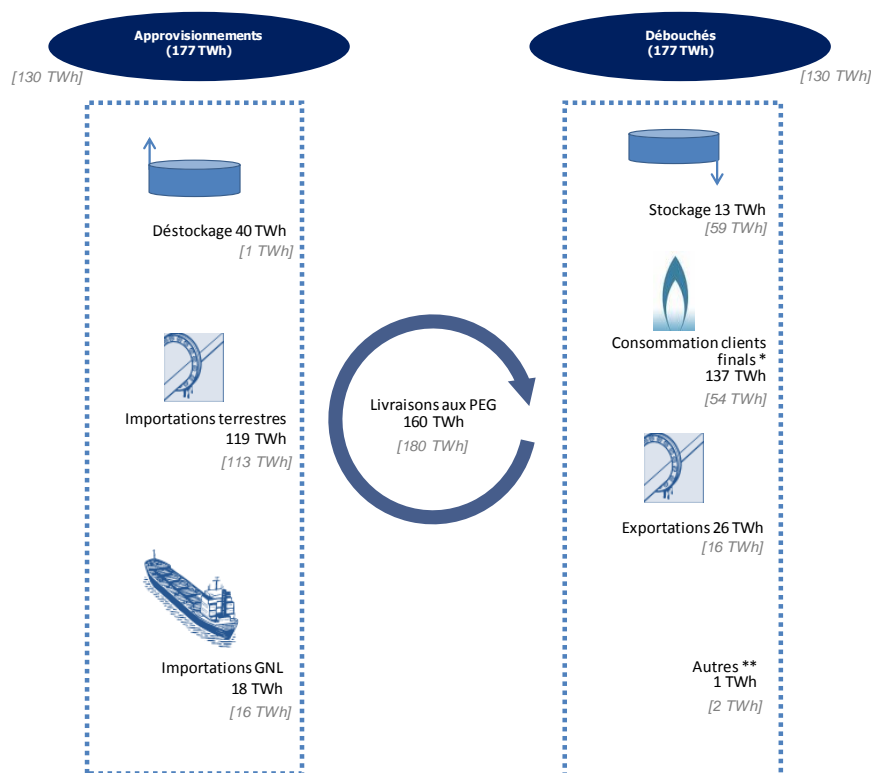 Approvisionnements
(177 TWh)
[130 TWh]
Déstockage 40 TWh
[1 TWh]
Importations terrestres
119 TWh
[113 TWh]
Importations GNL
18 TWh
[16 TWh]
Livraisons aux PEG
160 TWh
[180 TWh]
Débouchés
(177 TWh)
[130 TWh]
Stockage 13 TWh
[59 TWh]
Consommation clients
finals *
137 TWh
[54 TWh]
Exportations 26 TWh
[16 TWh]
Autres **
1 TWh
[2 TWh]